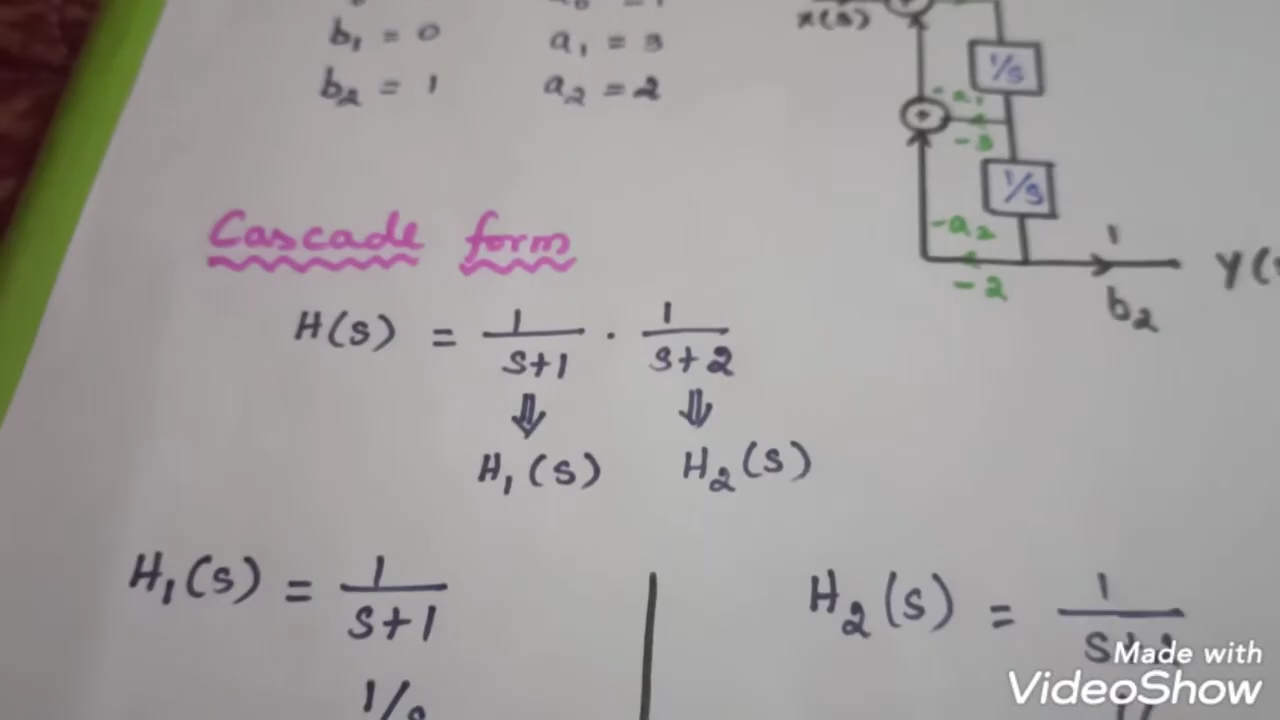 b₁ = 0 a₁ = 3
b₂ = 1 a₂ = 2
x(s)
1/s
-a₁
-3
1/s
-a₂
-2
1
b₂
Y(
Cascade form
H(s) = 1/(s+1) · 1/(s+2)
⇓ ⇓
H₁(s) H₂(s)
H₁(s) = 1/(s+1)
H₂(s) = 1
1/s
Made with
VideoShow